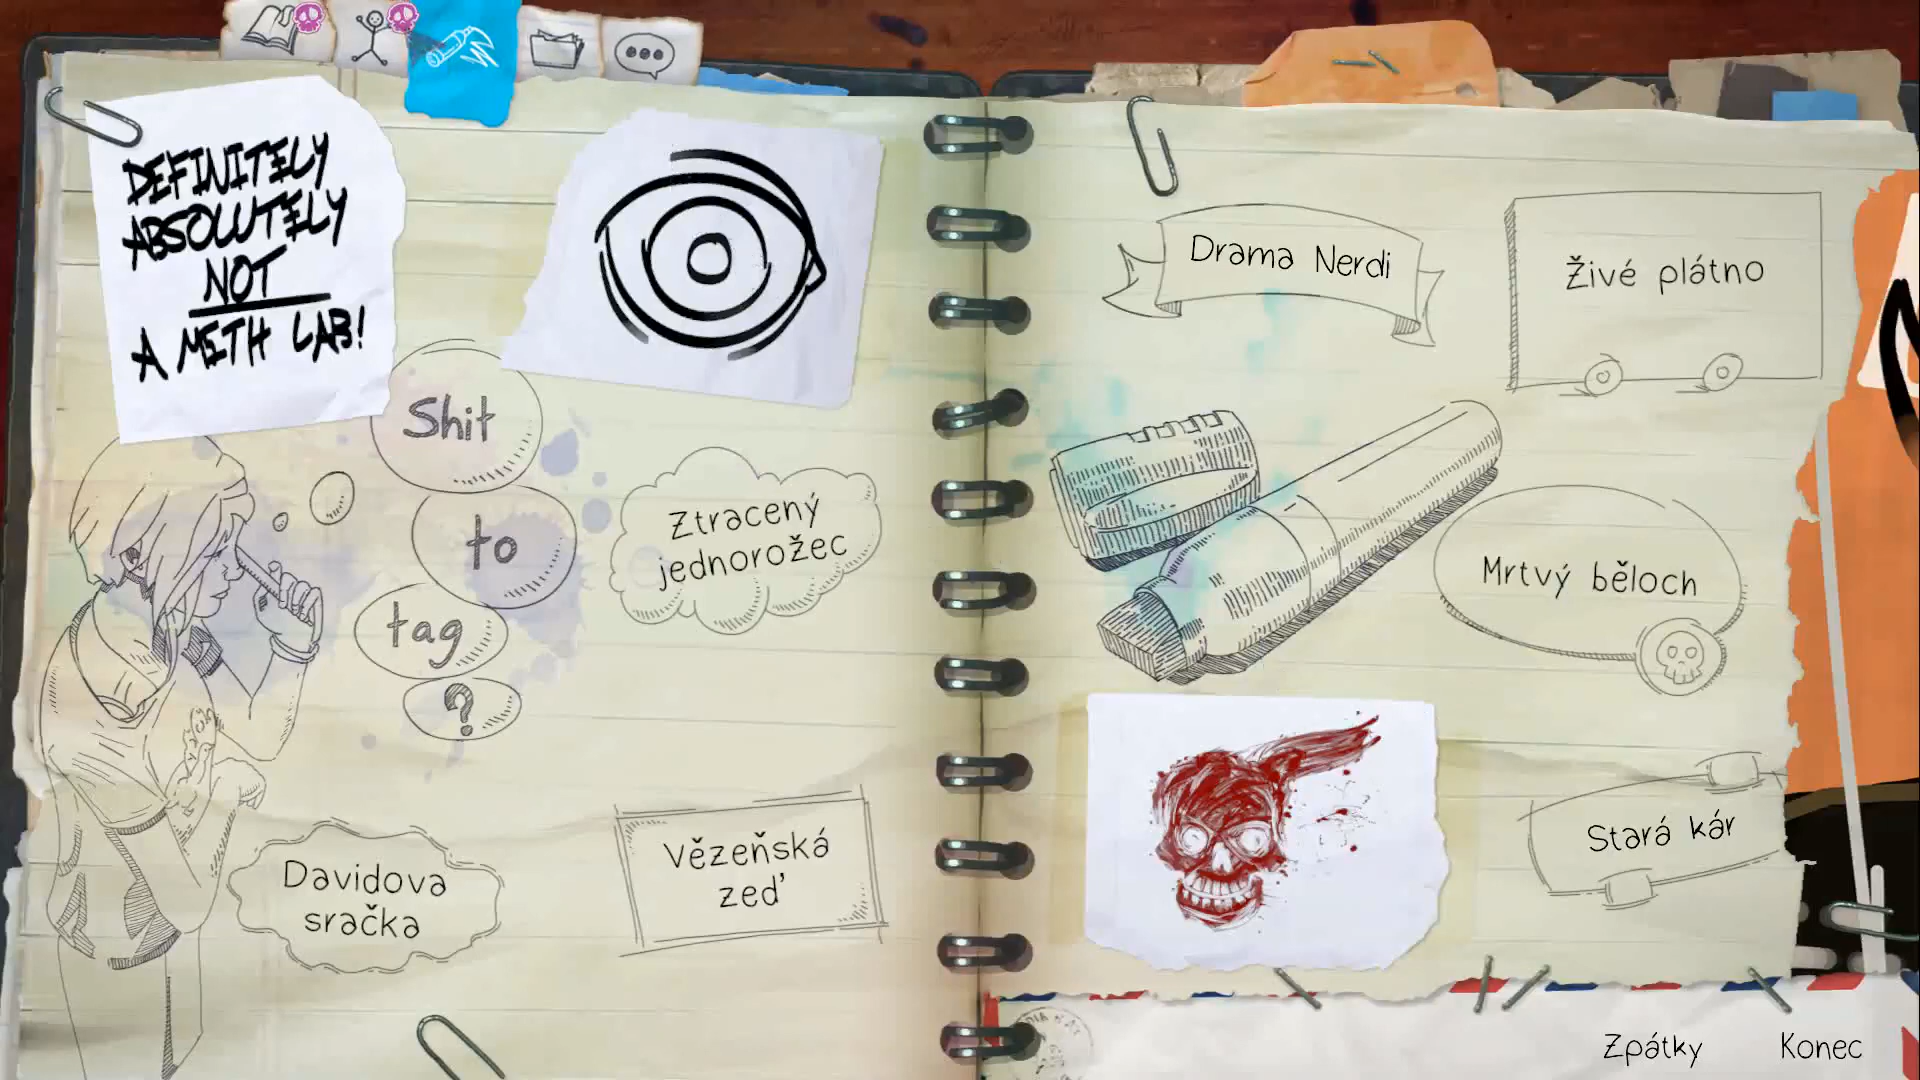 DEFINITELY
ABSOLUTELY
NOT
A METH LAB!
Shit
to
tag
?
Ztracený
jednorožec
Davidova
sračka
Vězeňská
zeď
Drama Nerdi
Živé plátno
Mrtvý běloch
Stará kár
Zpátky
Konec